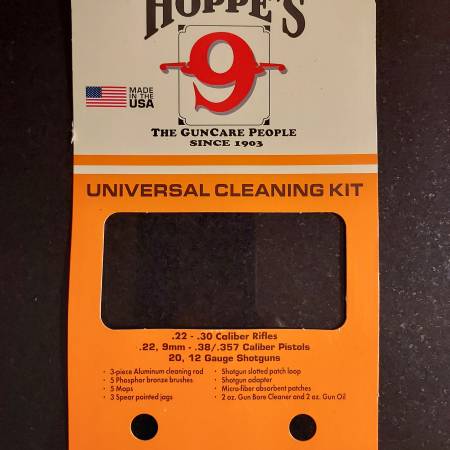 HOPPE'S
9
MADE
IN THE
USA
THE GUNCARE PEOPLE
SINCE 1903
UNIVERSAL CLEANING KIT
.22 - .30 Caliber Rifles
.22, 9mm - .38/.357 Caliber Pistols
20, 12 Gauge Shotguns
· 3-piece Aluminum cleaning rod
· 5 Phosphor bronze brushes
· 5 Mops
· 3 Spear pointed jags
· Shotgun slotted patch loop
· Shotgun adapter
· Micro-fiber absorbent patches
· 2 oz. Gun Bore Cleaner and 2 oz. Gun Oil